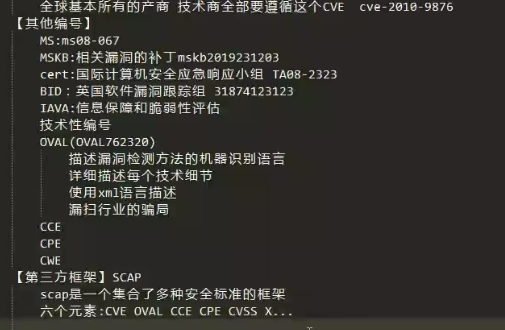 全球基本所有的产商 技术商全部要遵循这个CVE cve-2010-9876
【其他编号】
MS:ms08-067
MSKB:相关漏洞的补丁mskb2019231203
cert:国际计算机安全应急响应小组 TA08-2323
BID：英国软件漏洞跟踪组 31874123123
IAVA:信息保障和脆弱性评估
技术性编号
OVAL(OVAL762320)
描述漏洞检测方法的机器识别语言
详细描述每个技术细节
使用xml语言描述
漏扫行业的骗局
CCE
CPE
CWE
【第三方框架】SCAP
scap是一个集合了多种安全标准的框架
六个元素:CVE OVAL CCE CPE CVSS X...